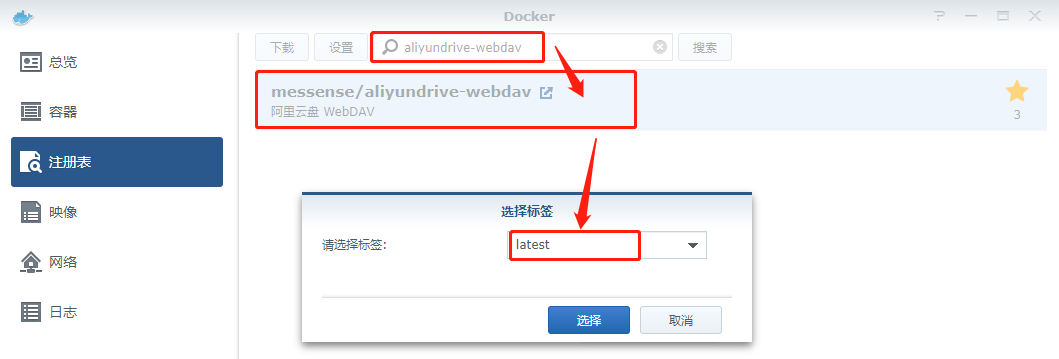 Docker
总览
容器
注册表
映像
网络
日志
下载
设置
aliyundrive-webdav
搜索
messense/aliyundrive-webdav
阿里云盘 WebDAV
3
选择标签
请选择标签:
latest
选择
取消